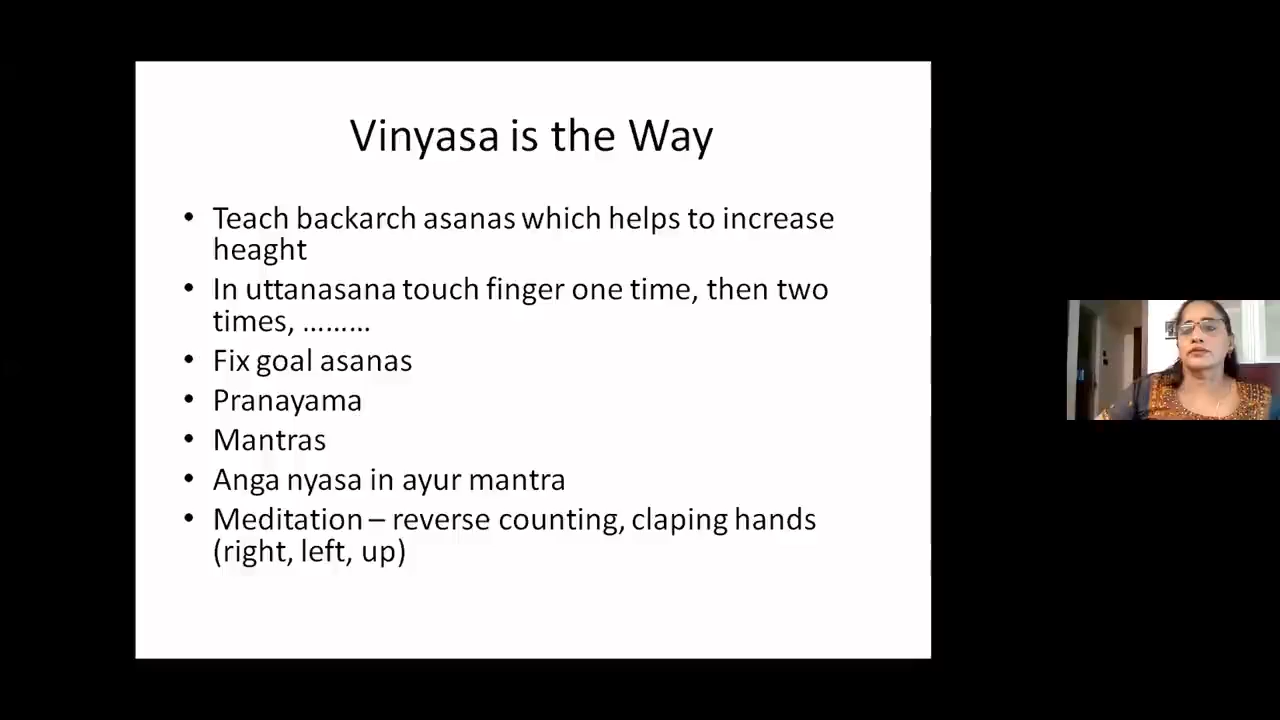 Vinyasa is the Way
• Teach backarch asanas which helps to increase
heaght
• In uttanasana touch finger one time, then two
times, ………
• Fix goal asanas
• Pranayama
• Mantras
• Anga nyasa in ayur mantra
• Meditation – reverse counting, claping hands
(right, left, up)